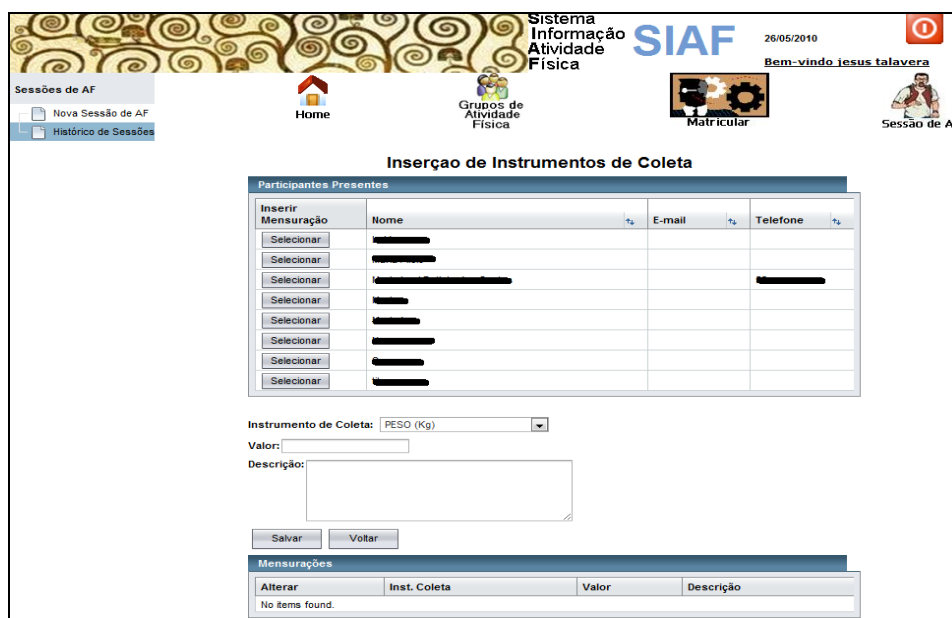 Sistema
Informação
Atividade
Física
SIAF
26/05/2010
Bem-vindo jesus talavera
Sessões de AF
Nova Sessão de AF
Histórico de Sessões
Home
Grupos de
Atividade
Física
Matricular
Sessão de A
Inserçao de Instrumentos de Coleta
Participantes Presentes
Inserir
Mensuração Nome E-mail Telefone
Selecionar
Selecionar
Selecionar
Selecionar
Selecionar
Selecionar
Selecionar
Selecionar
Instrumento de Coleta: PESO (Kg)
Valor:
Descrição:
Salvar Voltar
Mensurações
Alterar Inst. Coleta Valor Descrição
No items found.